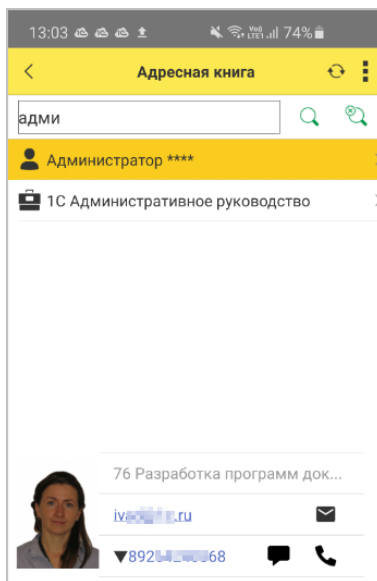 13:03 74%
Адресная книга
адми
Администратор ****
1С Административное руководство
76 Разработка программ док...